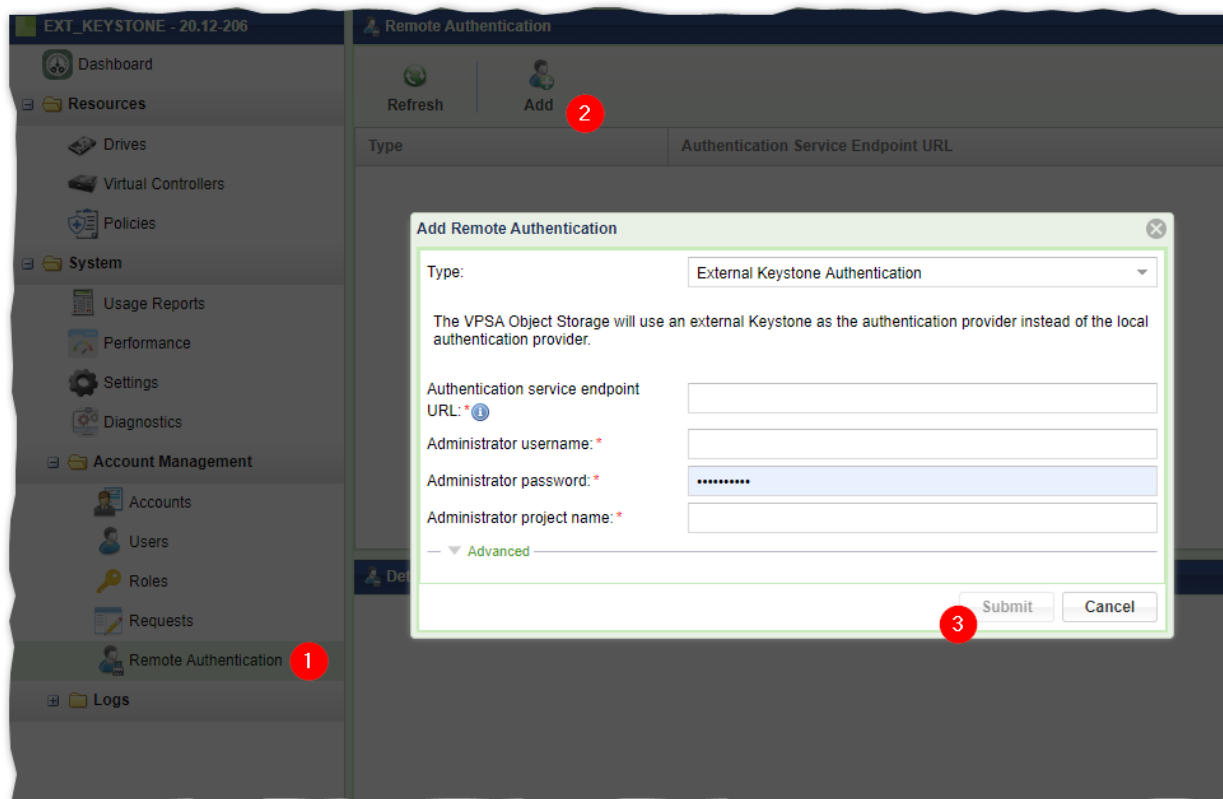 EXT_KEYSTONE - 20.12-206
Dashboard
Resources
Drives
Virtual Controllers
Policies
System
Usage Reports
Performance
Settings
Diagnostics
Account Management
Accounts
Users
Roles
Requests
Remote Authentication 1
Logs
Remote Authentication
Refresh Add 2
Type Authentication Service Endpoint URL
Add Remote Authentication
Type: External Keystone Authentication
The VPSA Object Storage will use an external Keystone as the authentication provider instead of the local
authentication provider.
Authentication service endpoint
URL: *
Administrator username: *
Administrator password: * ••••••••••
Administrator project name: *
Advanced
Submit Cancel
3